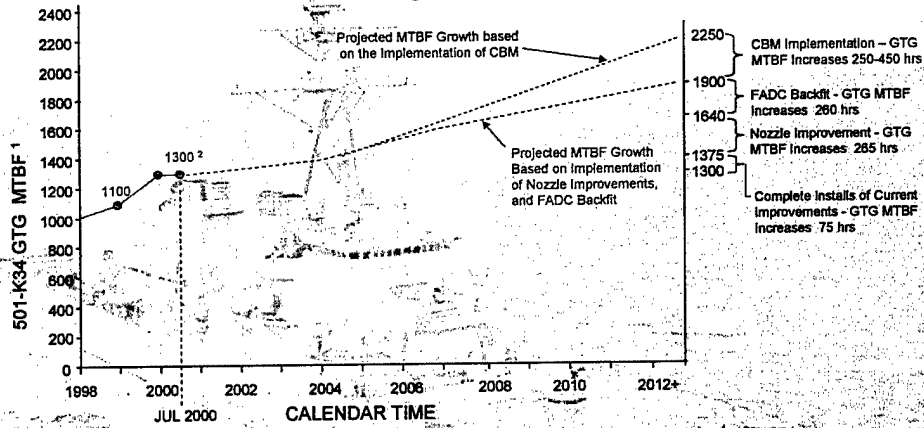 2400
2200
2000
1800
1600
1400
1200
1000
800
600
400
200
0
501-K34 GTG MTBF 1
1998
2000
2002
2004
2006
2008
2010
2012+
JUL 2000
CALENDAR TIME
1100
1300 2
Projected MTBF Growth based
on the Implementation of CBM
Projected MTBF Growth
Based on Implementation
of Nozzle Improvements,
and FADC Backfit
2250
1900
1640
1375
1300
CBM Implementation – GTG
MTBF Increases 250-450 hrs
FADC Backfit - GTG MTBF
Increases 260 hrs
Nozzle Improvement - GTG
MTBF Increases 265 hrs
Complete Installs of Current
Improvements - GTG MTBF
Increases 75 hrs